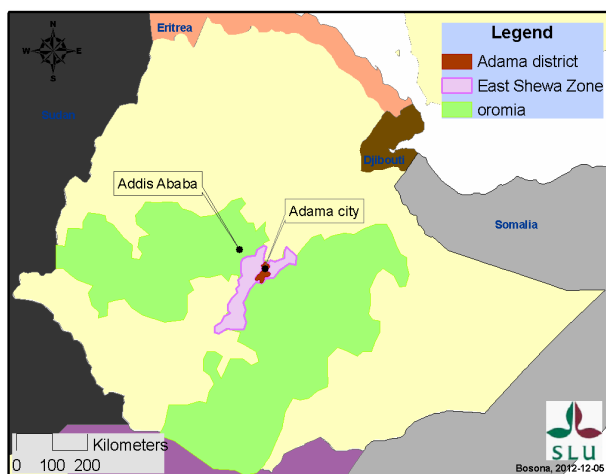 Eritrea
N
W E
S
Legend
Adama district
East Shewa Zone
oromia
Sudan
Djibouti
Addis Ababa
Adama city
Somalia
Kilometers
0 100 200
SLU
Bosona, 2012-12-05